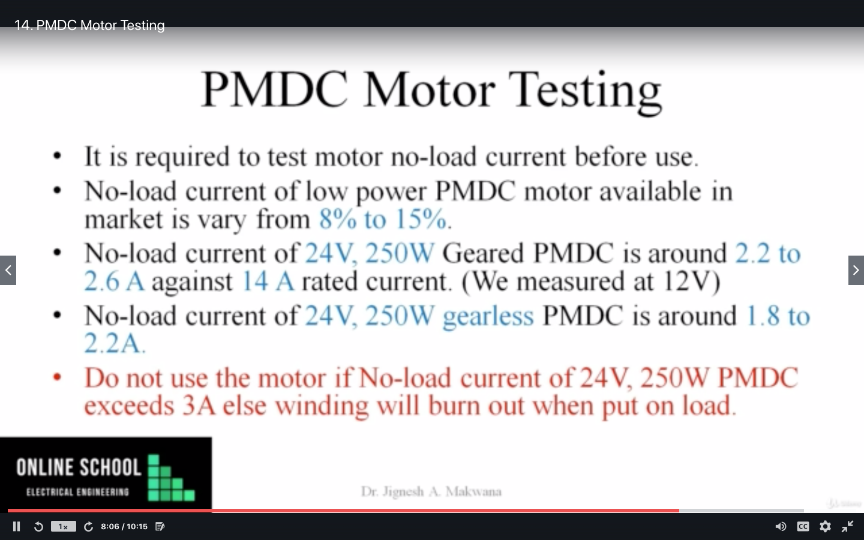 14. PMDC Motor Testing
PMDC Motor Testing
• It is required to test motor no-load current before use.
• No-load current of low power PMDC motor available in
market is vary from 8% to 15%.
• No-load current of 24V, 250W Geared PMDC is around 2.2 to
2.6 A against 14 A rated current. (We measured at 12V)
• No-load current of 24V, 250W gearless PMDC is around 1.8 to
2.2A.
• Do not use the motor if No-load current of 24V, 250W PMDC
exceeds 3A else winding will burn out when put on load.
ONLINE SCHOOL
ELECTRICAL ENGINEERING
Dr. Jignesh A. Makwana
1x
8:06 / 10:15
CC